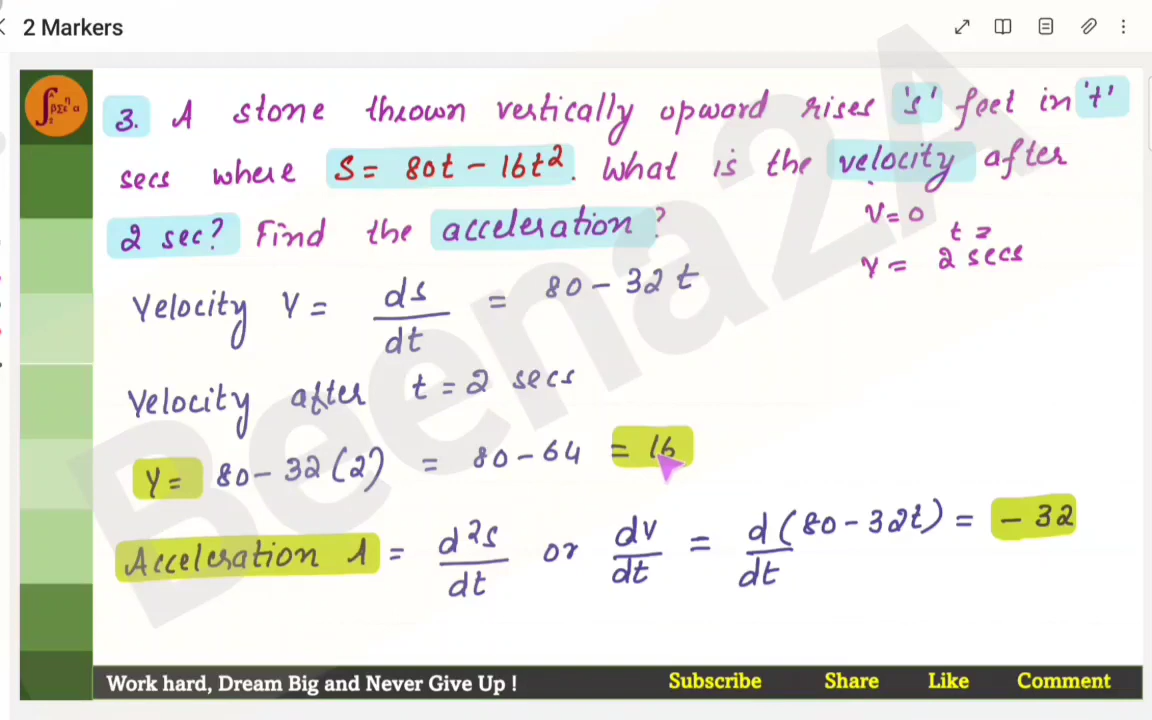 2 Markers
3. A stone thrown vertically upward rises 's' feet in 't'
secs where S = 80t - 16t². What is the velocity after
2 sec? Find the acceleration?
V = 0
t =
V = 2 secs
Velocity V = ds/dt = 80 - 32t
Velocity after t = 2 secs
V = 80 - 32(2) = 80 - 64 = 16
Acceleration A = d²s/dt or dv/dt = d/dt (80 - 32t) = - 32
Beena2A
Work hard, Dream Big and Never Give Up !
Subscribe Share Like Comment